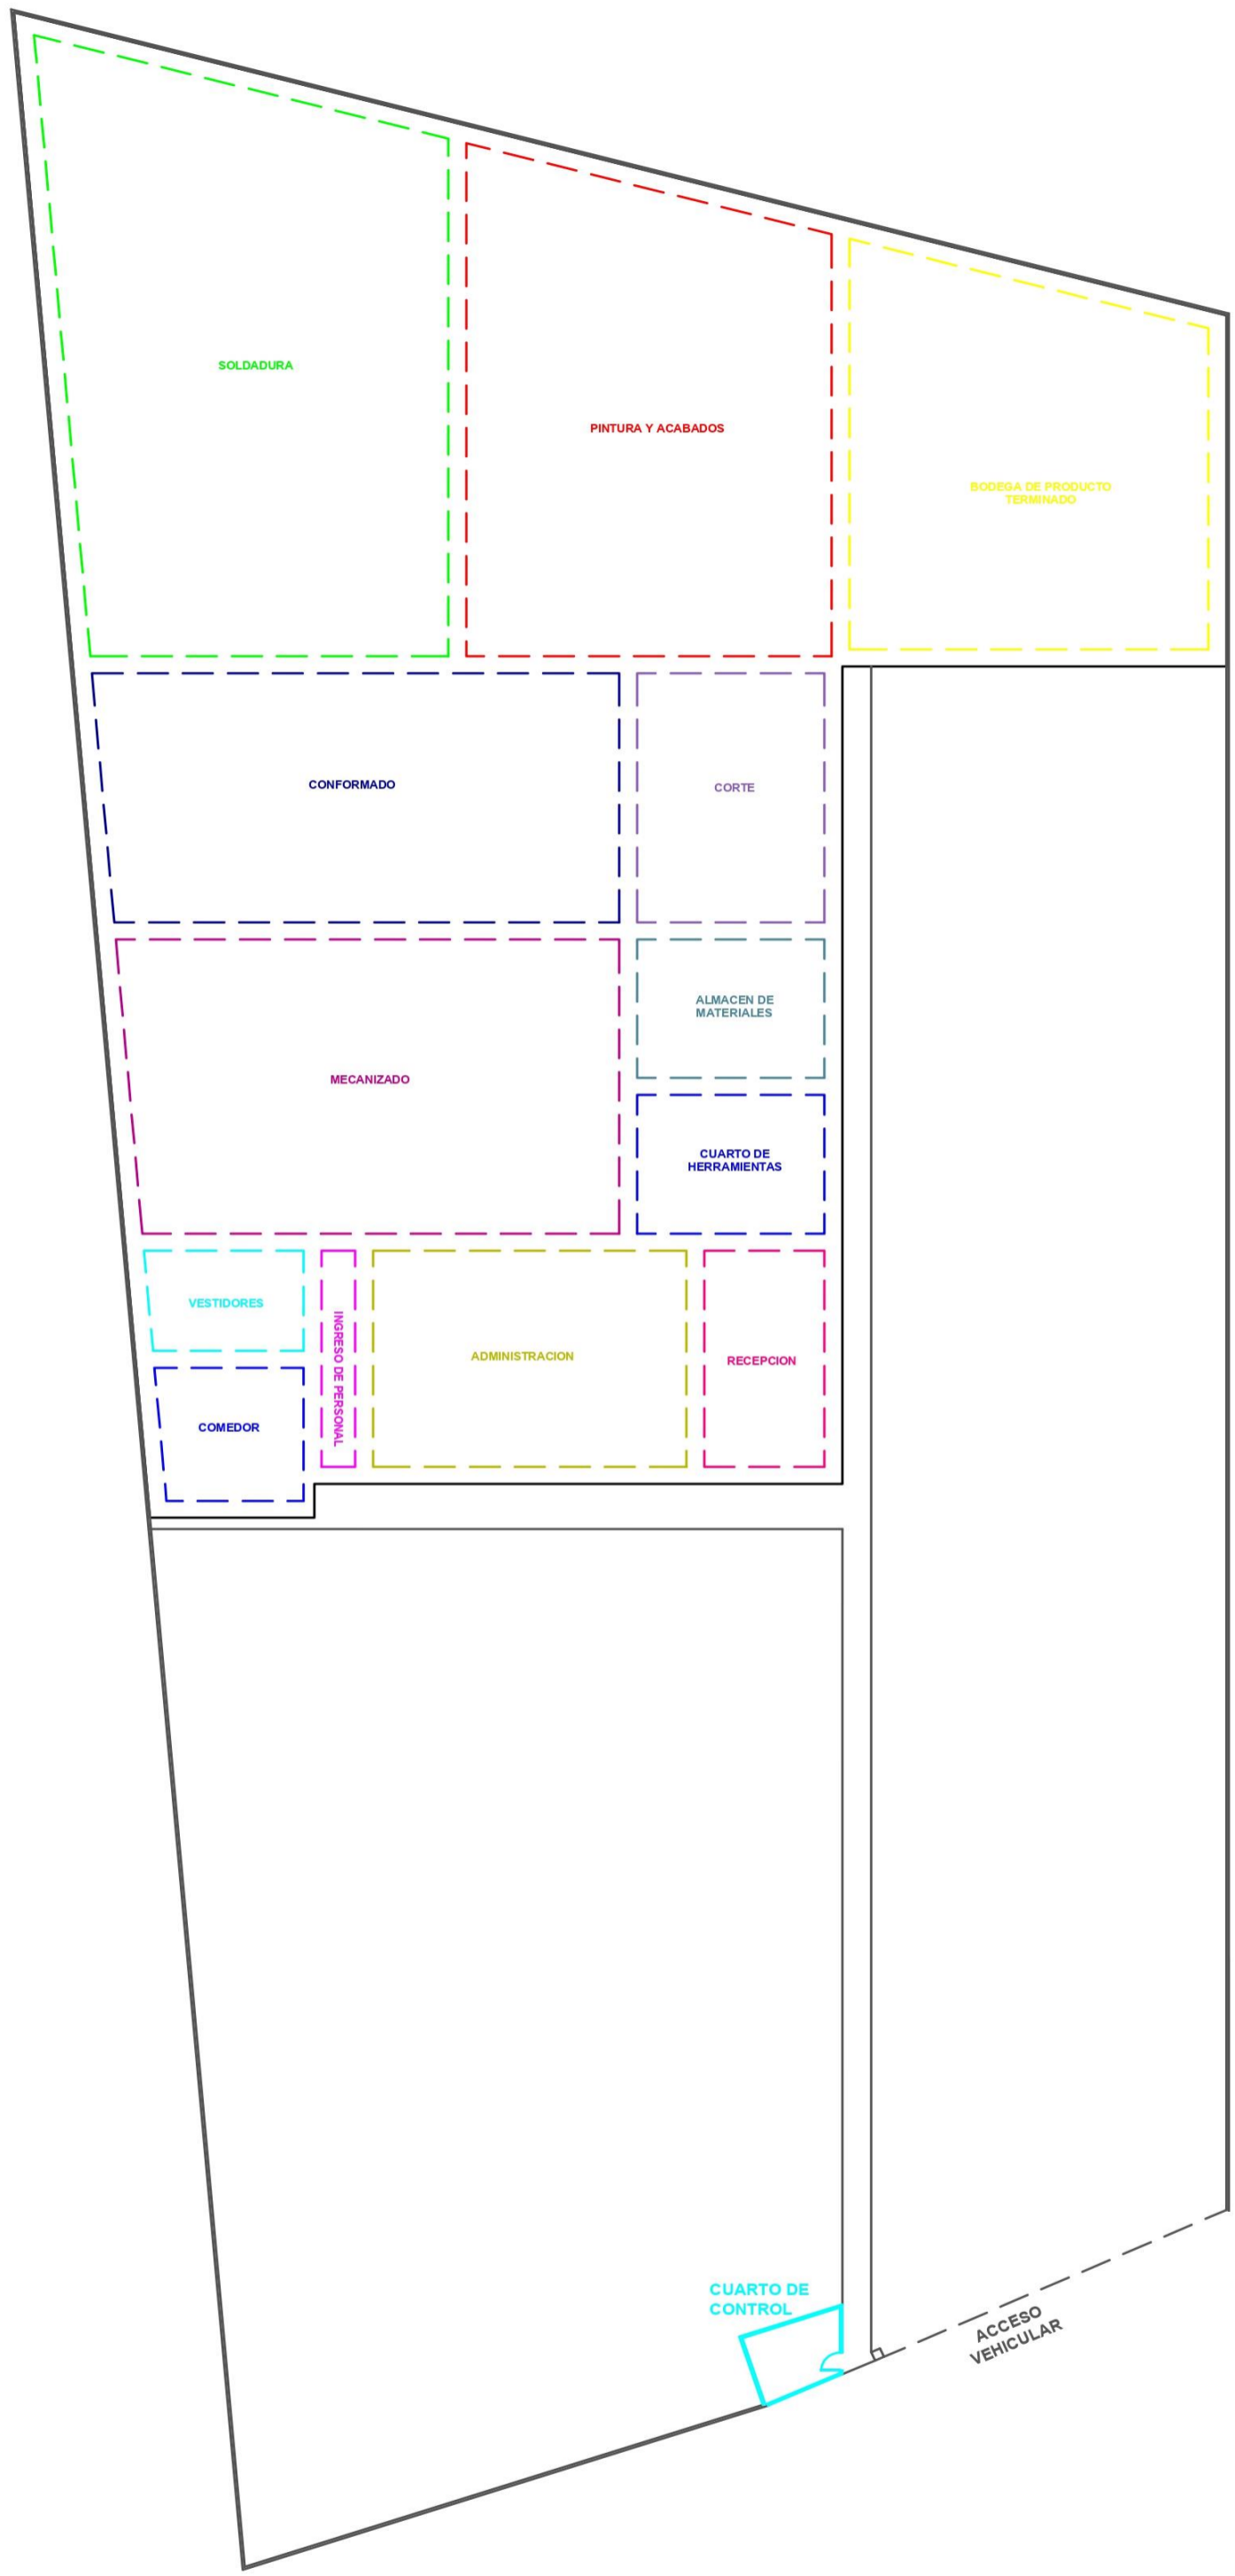 SOLDADURA
PINTURA Y ACABADOS
BODEGA DE PRODUCTO
TERMINADO
CONFORMADO
CORTE
ALMACEN DE
MATERIALES
MECANIZADO
CUARTO DE
HERRAMIENTAS
VESTIDORES
INGRESO DE PERSONAL
ADMINISTRACION
RECEPCION
COMEDOR
CUARTO DE
CONTROL
ACCESO
VEHICULAR